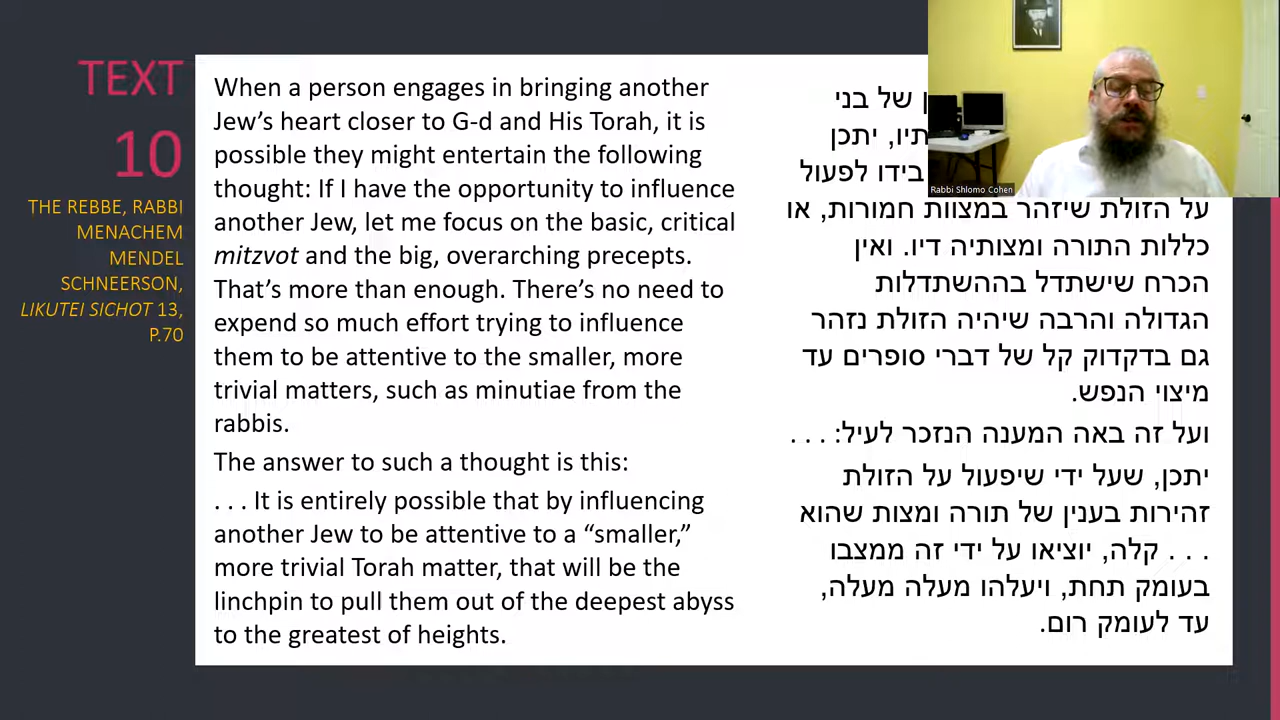 TEXT
10
THE REBBE, RABBI
MENACHEM
MENDEL
SCHNEERSON,
LIKUTEI SICHOT 13,
P.70
When a person engages in bringing another
Jew’s heart closer to G-d and His Torah, it is
possible they might entertain the following
thought: If I have the opportunity to influence
another Jew, let me focus on the basic, critical
mitzvot and the big, overarching precepts.
That’s more than enough. There’s no need to
expend so much effort trying to influence
them to be attentive to the smaller, more
trivial matters, such as minutiae from the
rabbis.
The answer to such a thought is this:
. . . It is entirely possible that by influencing
another Jew to be attentive to a “smaller,”
more trivial Torah matter, that will be the
linchpin to pull them out of the deepest abyss
to the greatest of heights.
של בני
יתכן
בידו לפעול
על הזולת שיזהר במצוות חמורות, או
כללות התורה ומצותיה דיו. ואין
הכרח שישתדל בההשתדלות
הגדולה והרבה שיהיה הזולת נזהר
גם בדקדוק קל של דברי סופרים עד
מיצוי הנפש.
ועל זה באה המענה הנזכר לעיל: . . .
יתכן, שעל ידי שיפעול על הזולת
זהירות בענין של תורה ומצות שהוא
. . . קלה, יוציאו על ידי זה ממצבו
בעומק תחת, ויעלהו מעלה מעלה,
עד לעומק רום.
Rabbi Shlomo Cohen